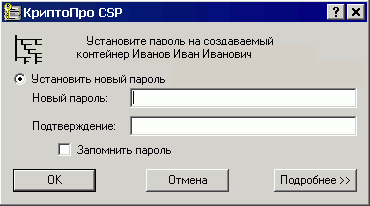 КриптоПро CSP
Установите пароль на создаваемый
контейнер Иванов Иван Иванович
Установить новый пароль
Новый пароль:
Подтверждение:
Запомнить пароль
OK Отмена Подробнее >>